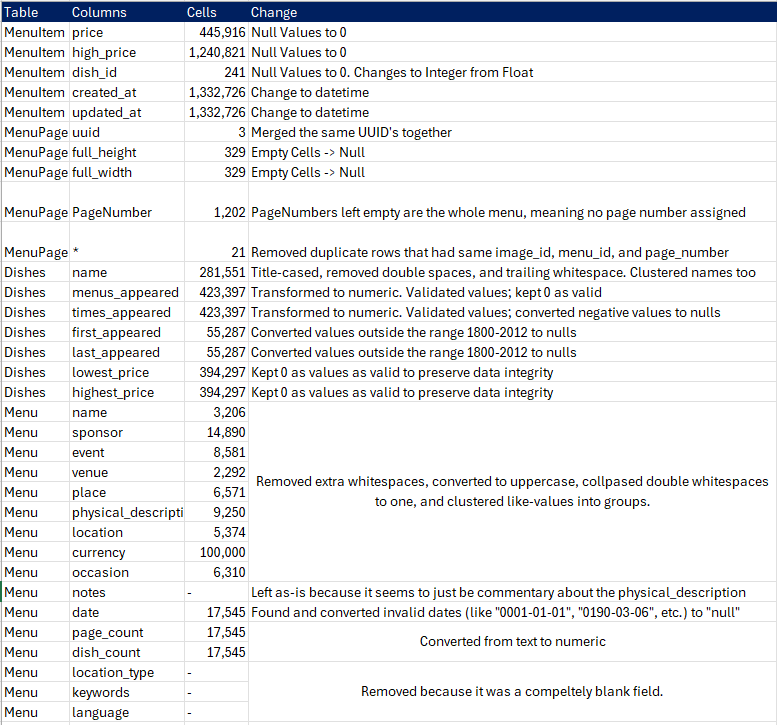 Table Columns Cells Change
MenuItem price 445,916 Null Values to 0
MenuItem high_price 1,240,821 Null Values to 0
MenuItem dish_id 241 Null Values to 0. Changes to Integer from Float
MenuItem created_at 1,332,726 Change to datetime
MenuItem updated_at 1,332,726 Change to datetime
MenuPage uuid 3 Merged the same UUID's together
MenuPage full_height 329 Empty Cells -> Null
MenuPage full_width 329 Empty Cells -> Null
MenuPage PageNumber 1,202 PageNumbers left empty are the whole menu, meaning no page number assigned
MenuPage * 21 Removed duplicate rows that had same image_id, menu_id, and page_number
Dishes name 281,551 Title-cased, removed double spaces, and trailing whitespace. Clustered names too
Dishes menus_appeared 423,397 Transformed to numeric. Validated values; kept 0 as valid
Dishes times_appeared 423,397 Transformed to numeric. Validated values; converted negative values to nulls
Dishes first_appeared 55,287 Converted values outside the range 1800-2012 to nulls
Dishes last_appeared 55,287 Converted values outside the range 1800-2012 to nulls
Dishes lowest_price 394,297 Kept 0 as values as valid to preserve data integrity
Dishes highest_price 394,297 Kept 0 as values as valid to preserve data integrity
Menu name 3,206
Menu sponsor 14,890
Menu event 8,581
Menu venue 2,292
Menu place 6,571
Menu physical_descripti 9,250
Menu location 5,374
Menu currency 100,000
Menu occasion 6,310
Removed extra whitespaces, converted to uppercase, collpased double whitespaces
to one, and clustered like-values into groups.
Menu notes - Left as-is because it seems to just be commentary about the physical_description
Menu date 17,545 Found and converted invalid dates (like "0001-01-01", "0190-03-06", etc.) to "null"
Menu page_count 17,545
Menu dish_count 17,545
Converted from text to numeric
Menu location_type -
Menu keywords -
Menu language -
Removed because it was a compeltely blank field.